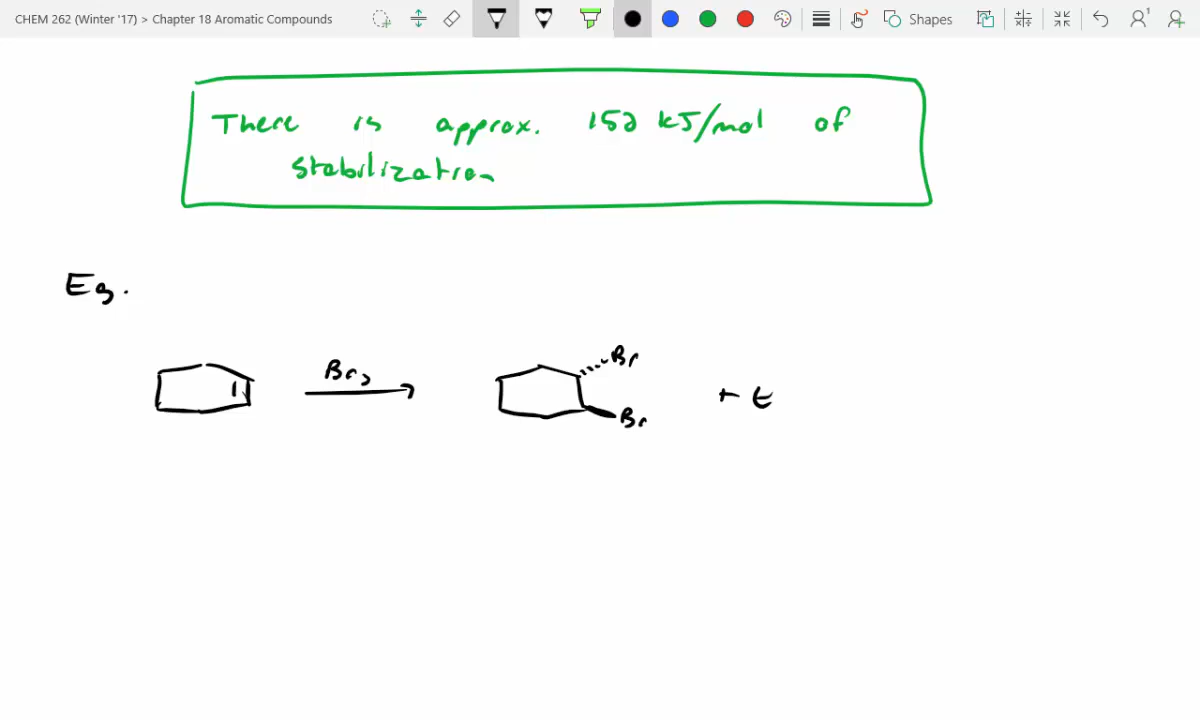 CHEM 262 (Winter '17) > Chapter 18 Aromatic Compounds
Shapes
1
There is approx. 152 kJ/mol of
stabilization
Eg.
Br₂
Br
Br
+ E